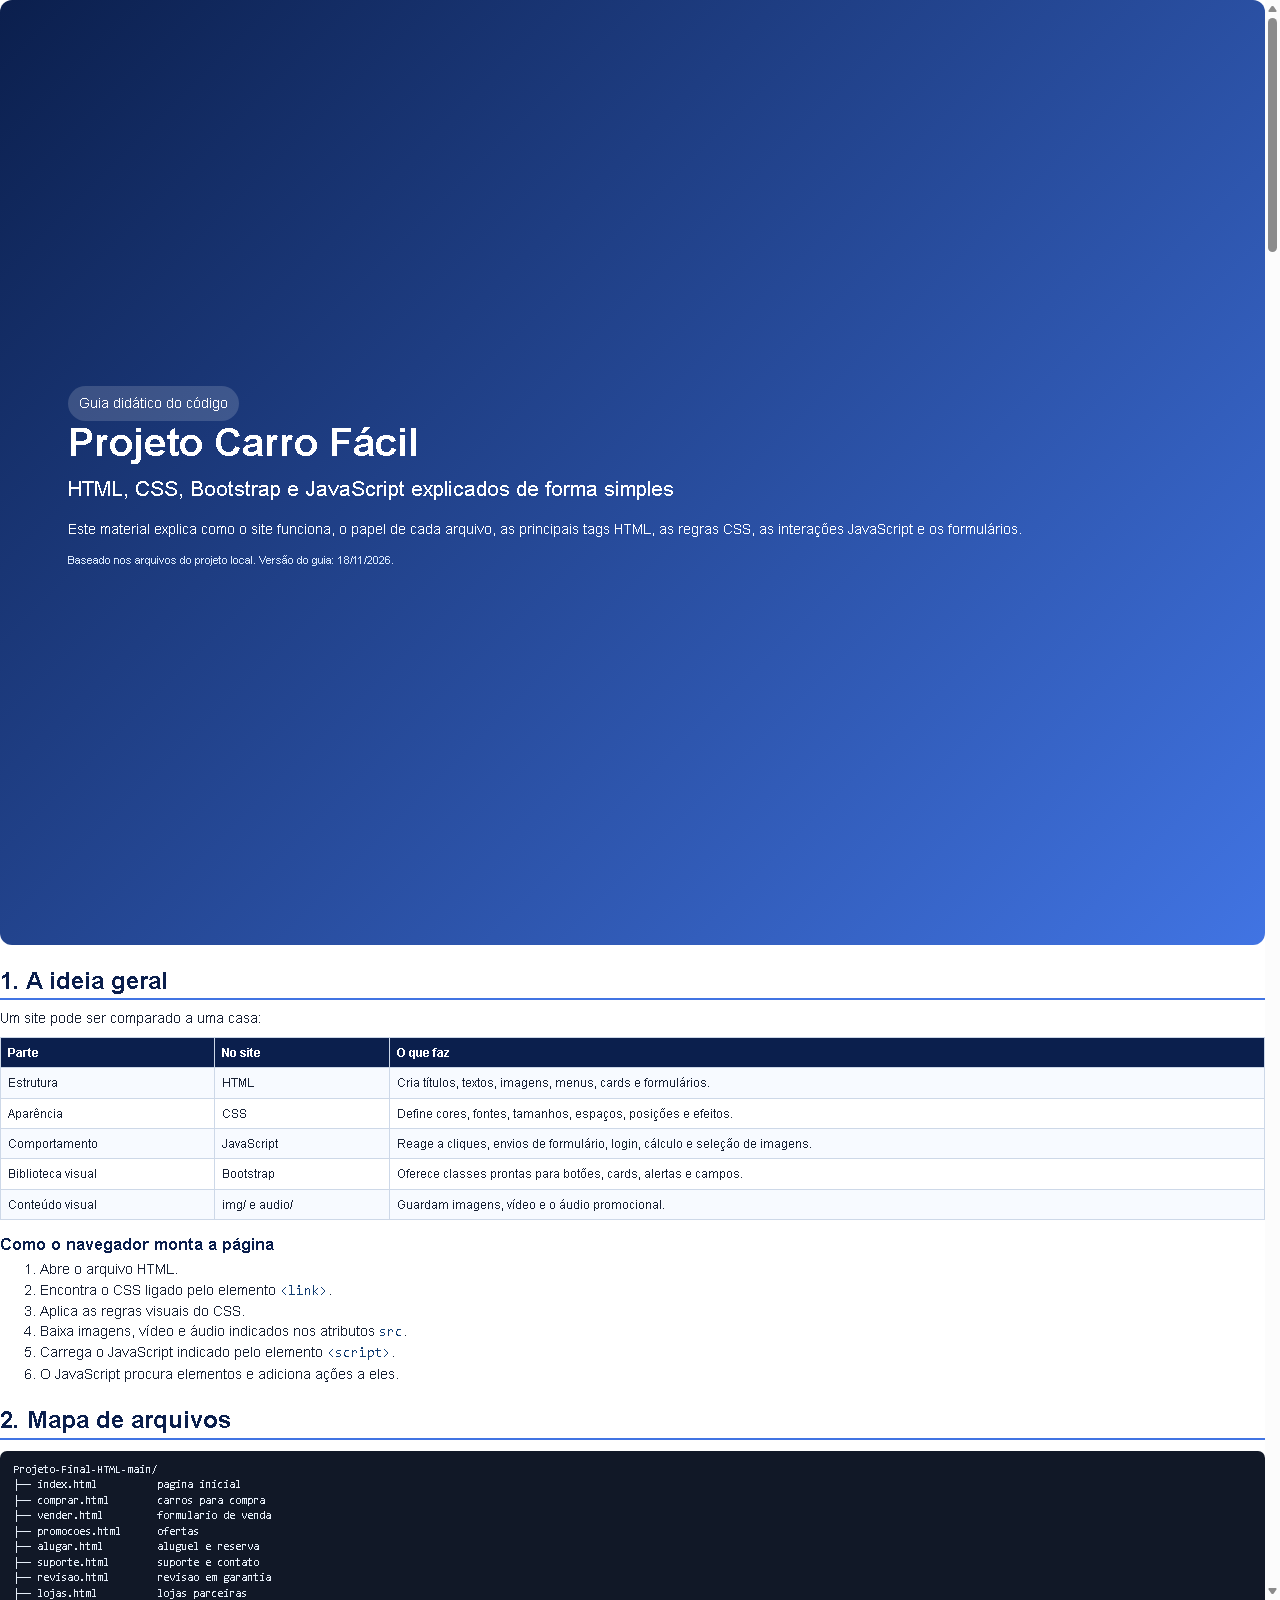 Guia didático do código
Projeto Carro Fácil
HTML, CSS, Bootstrap e JavaScript explicados de forma simples
Este material explica como o site funciona, o papel de cada arquivo, as principais tags HTML, as regras CSS, as interações JavaScript e os formulários.
Baseado nos arquivos do projeto local. Versão do guia: 18/11/2026.
1. A ideia geral
Um site pode ser comparado a uma casa:
Parte No site O que faz
Estrutura HTML Cria títulos, textos, imagens, menus, cards e formulários.
Aparência CSS Define cores, fontes, tamanhos, espaços, posições e efeitos.
Comportamento JavaScript Reage a cliques, envios de formulário, login, cálculo e seleção de imagens.
Biblioteca visual Bootstrap Oferece classes prontas para botões, cards, alertas e campos.
Conteúdo visual img/ e audio/ Guardam imagens, vídeo e o áudio promocional.
Como o navegador monta a página
1. Abre o arquivo HTML.
2. Encontra o CSS ligado pelo elemento <link>.
3. Aplica as regras visuais do CSS.
4. Baixa imagens, vídeo e áudio indicados nos atributos src.
5. Carrega o JavaScript indicado pelo elemento <script>.
6. O JavaScript procura elementos e adiciona ações a eles.
2. Mapa de arquivos
Projeto-Final-HTML-main/
├── index.html pagina inicial
├── comprar.html carros para compra
├── vender.html formulario de venda
├── promocoes.html ofertas
├── alugar.html aluguel e reserva
├── suporte.html suporte e contato
├── revisao.html revisao em garantia
├── lojas.html lojas parceiras